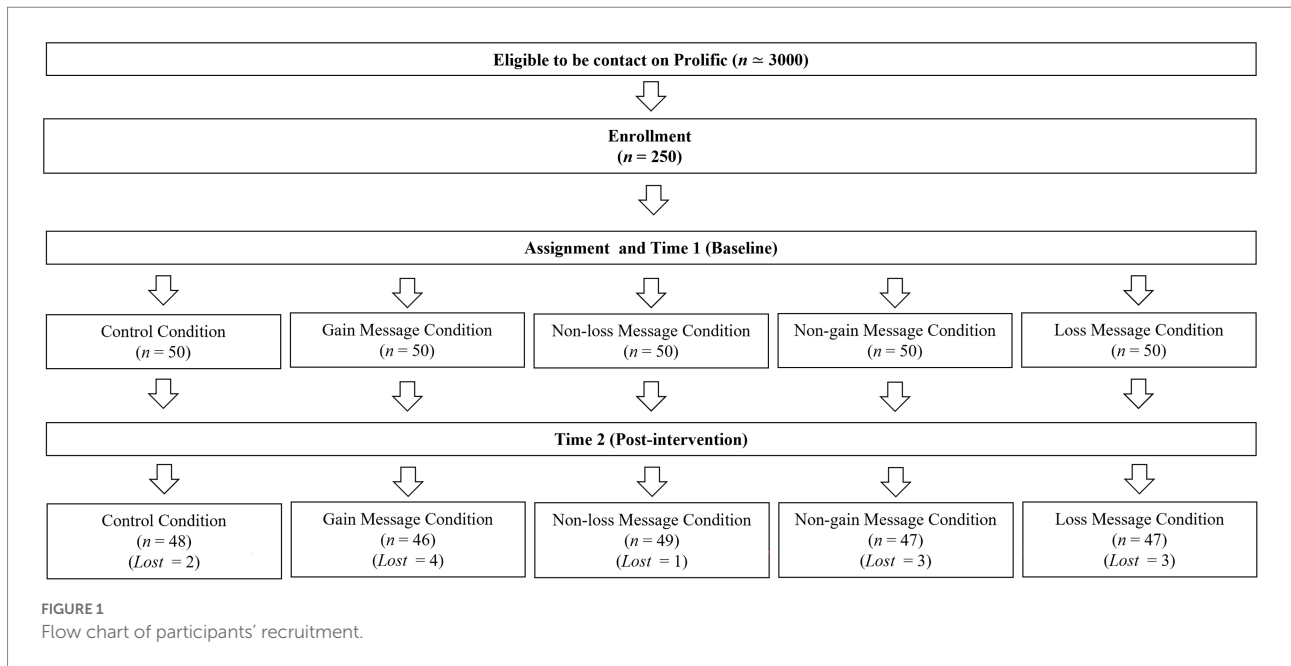 Eligible to be contact on Prolific (n ≃ 3000)
Enrollment
(n = 250)
Assignment and Time 1 (Baseline)
Control Condition
(n = 50)
Gain Message Condition
(n = 50)
Non-loss Message Condition
(n = 50)
Non-gain Message Condition
(n = 50)
Loss Message Condition
(n = 50)
Time 2 (Post-intervention)
Control Condition
(n = 48)
(Lost = 2)
Gain Message Condition
(n = 46)
(Lost = 4)
Non-loss Message Condition
(n = 49)
(Lost = 1)
Non-gain Message Condition
(n = 47)
(Lost = 3)
Loss Message Condition
(n = 47)
(Lost = 3)
FIGURE 1
Flow chart of participants’ recruitment.